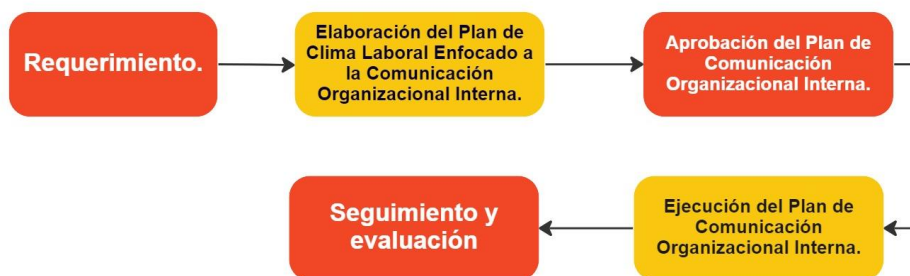 Requerimiento.
Elaboración del Plan de
Clima Laboral Enfocado a
la Comunicación
Organizacional Interna.
Aprobación del Plan de
Comunicación
Organizacional Interna.
Ejecución del Plan de
Comunicación
Organizacional Interna.
Seguimiento y
evaluación